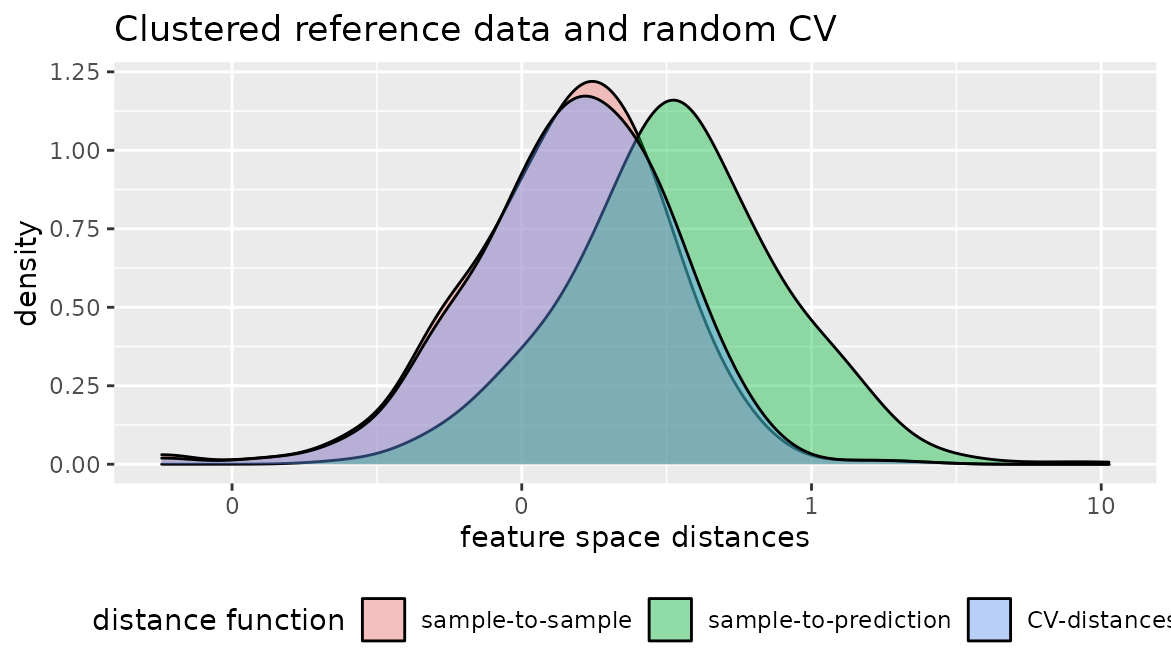 Clustered reference data and random CV
1.25
1.00
0.75
0.50
0.25
0.00
density
0 0 1 10
feature space distances
distance function sample-to-sample sample-to-prediction CV-distances